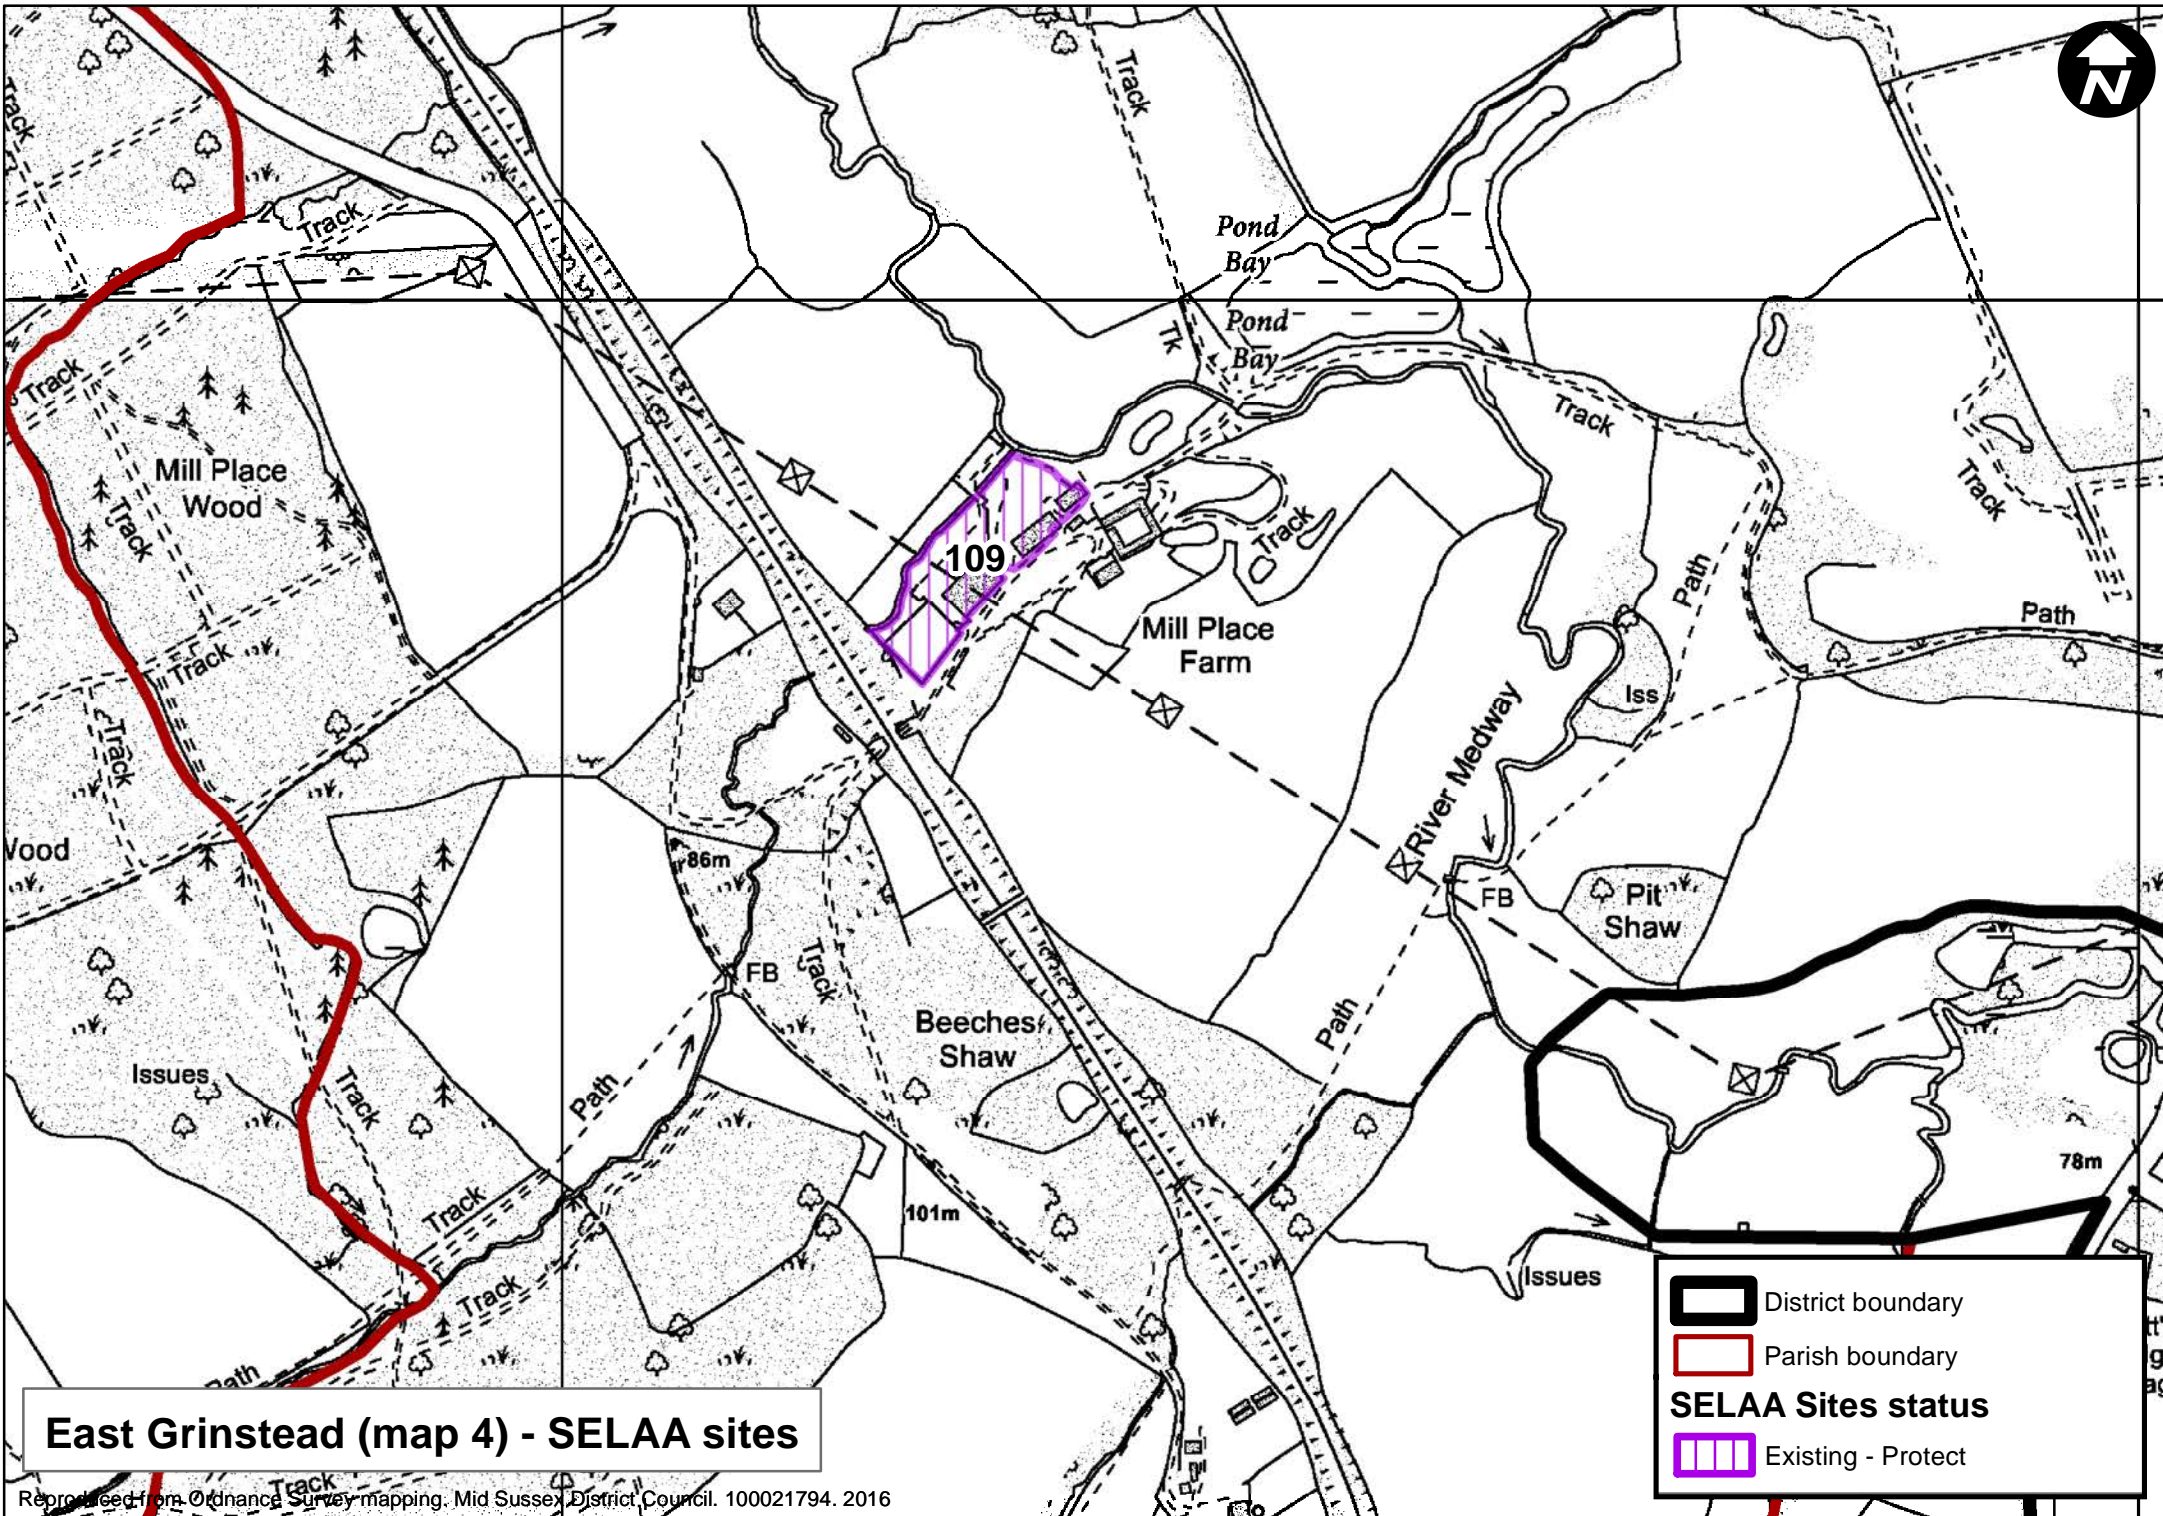 N
Track
Track
Track
Pond
Bay
Pond
Bay
Tk
Track
Track
Mill Place
Wood
Track
Track
Track
109
Track
Path
Path
Mill Place
Farm
Iss
Track
River Medway
Wood
86m
FB
Pit
Shaw
FB
Track
Beeches
Shaw
Path
Issues
Track
Path
78m
Track
101m
Track
Issues
Path
Track
District boundary
Parish boundary
SELAA Sites status
Existing - Protect
East Grinstead (map 4) - SELAA sites
Reproduced from Ordnance Survey mapping. Mid Sussex District Council. 100021794. 2016